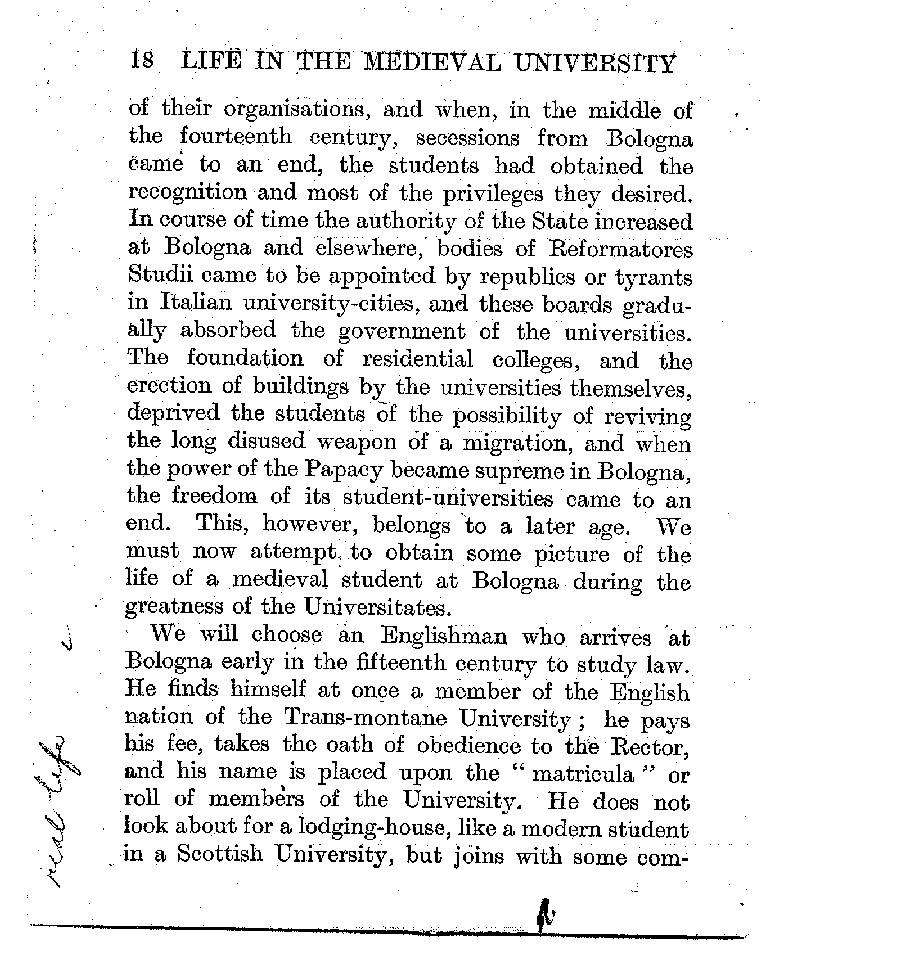 18 LIFE IN THE MEDIEVAL UNIVERSITY
of their organisations, and when, in the middle of
the fourteenth century, secessions from Bologna
came to an end, the students had obtained the
recognition and most of the privileges they desired.
In course of time the authority of the State increased
at Bologna and elsewhere, bodies of Reformatores
Studii came to be appointed by republics or tyrants
in Italian university-cities, and these boards gradu-
ally absorbed the government of the universities.
The foundation of residential colleges, and the
erection of buildings by the universities themselves,
deprived the students of the possibility of reviving
the long disused weapon of a migration, and when
the power of the Papacy became supreme in Bologna,
the freedom of its student-universities came to an
end. This, however, belongs to a later age. We
must now attempt to obtain some picture of the
life of a medieval student at Bologna during the
greatness of the Universitates.
We will choose an Englishman who arrives at
Bologna early in the fifteenth century to study law.
He finds himself at once a member of the English
nation of the Trans-montane University ; he pays
his fee, takes the oath of obedience to the Rector,
and his name is placed upon the “ matricula ” or
roll of members of the University. He does not
look about for a lodging-house, like a modern student
in a Scottish University, but joins with some com-
real life